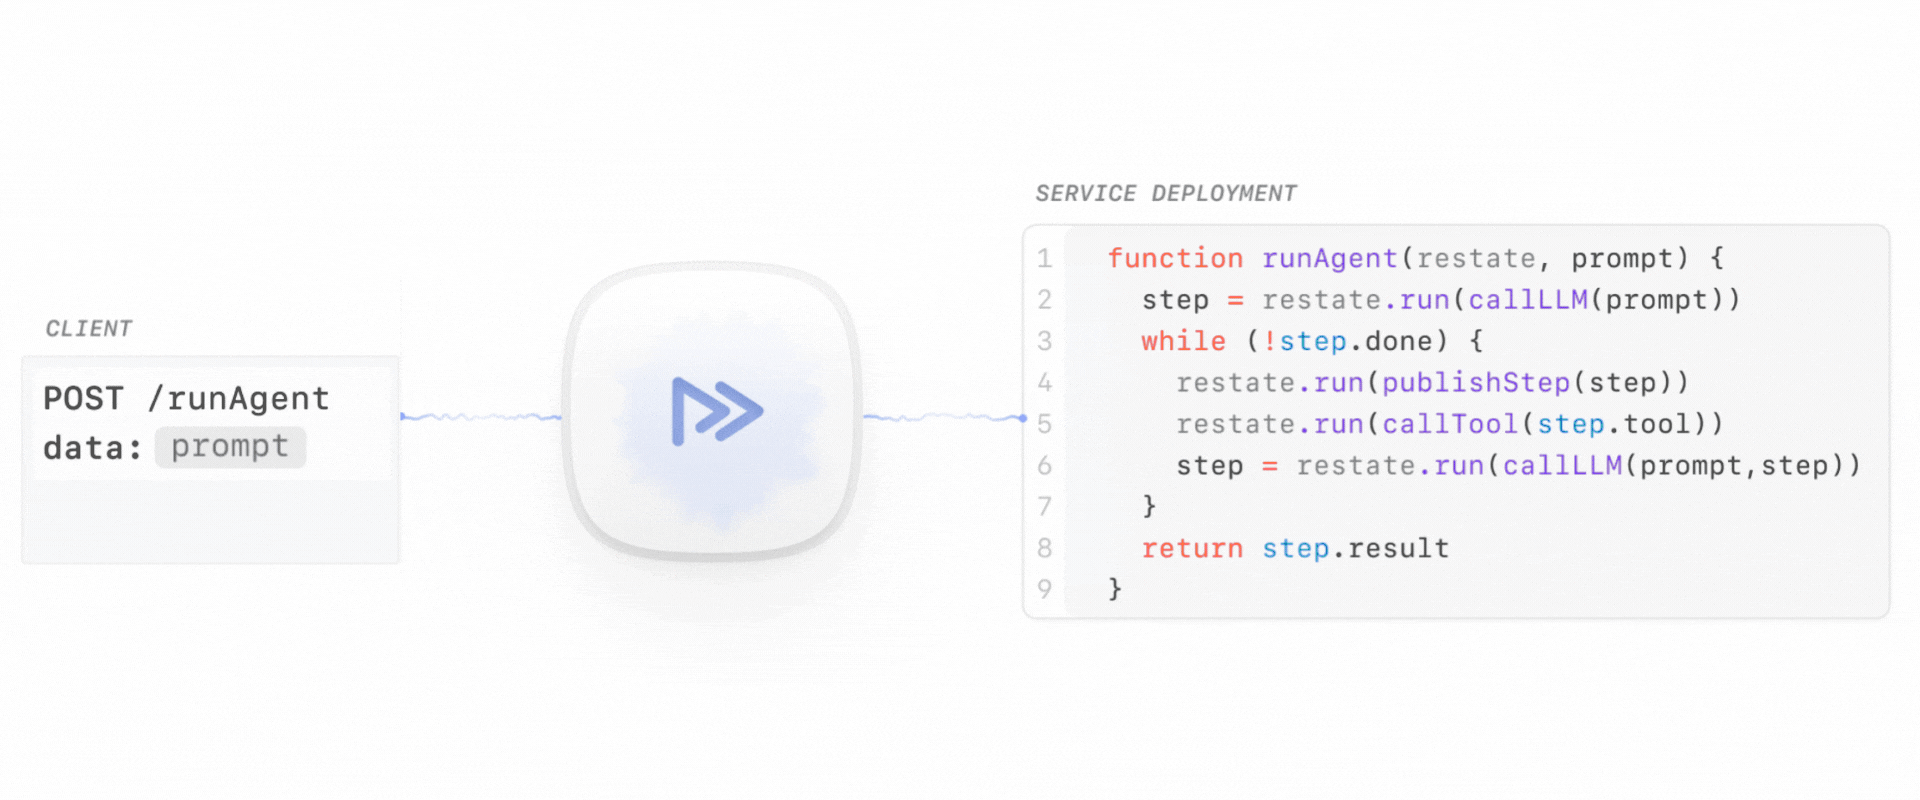 CLIENT
POST /runAgent
data: prompt
SERVICE DEPLOYMENT
1 function runAgent(restate, prompt) {
2 step = restate.run(callLLM(prompt))
3 while (!step.done) {
4 restate.run(publishStep(step))
5 restate.run(callTool(step.tool))
6 step = restate.run(callLLM(prompt,step))
7 }
8 return step.result
9 }